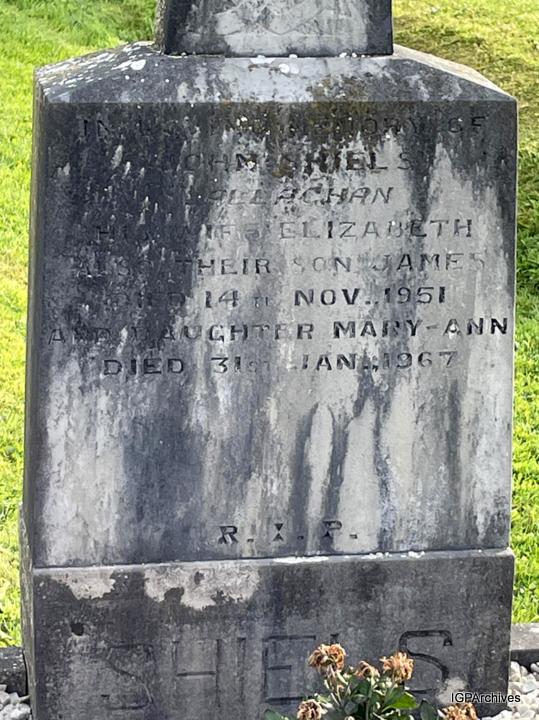 IN LOVING MEMORY OF
JOHN SHIELS
CALLAGHAN
HIS WIFE ELIZABETH
ALSO THEIR SON JAMES
DIED 14TH NOV., 1951
AND DAUGHTER MARY-ANN
DIED 31ST JAN., 1967
R.I.P.
SHIELS
IGPArchives